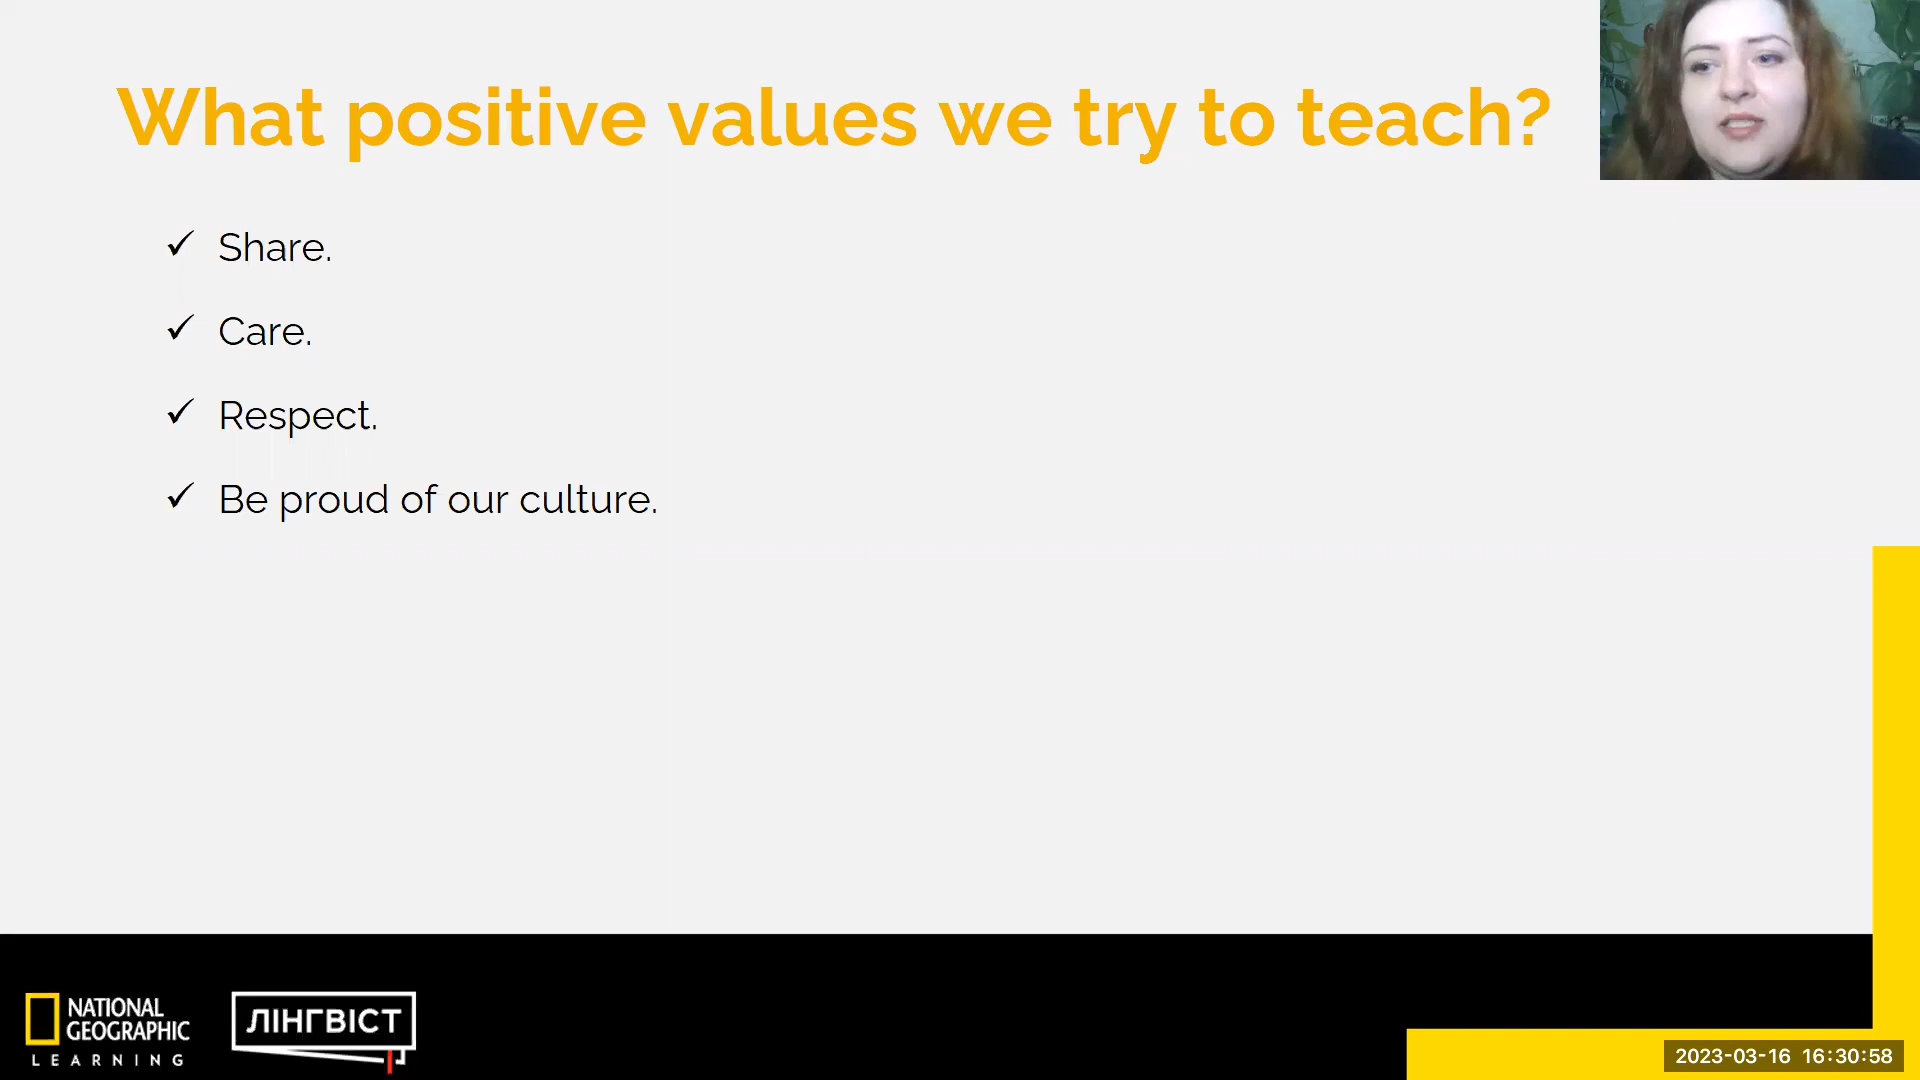 What positive values we try to teach?
✓ Share.
✓ Care.
✓ Respect.
✓ Be proud of our culture.
NATIONAL
GEOGRAPHIC
LEARNING
ЛІНГВІСТ
2023-03-16 16:30:58